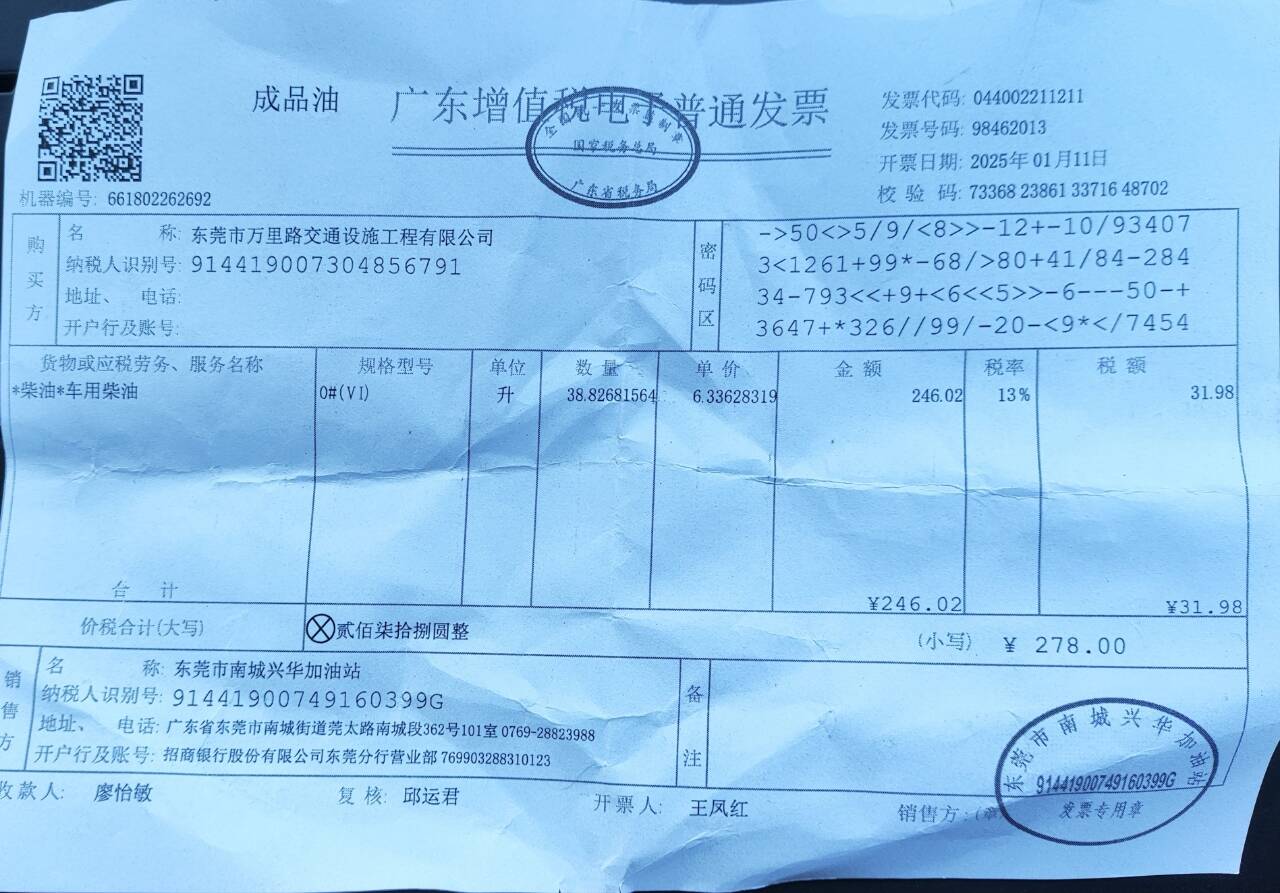 成品油
广东增值税电子普通发票
全国统一发票监制章
国家税务总局
广东省税务局
发票代码: 044002211211
发票号码: 98462013
开票日期: 2025年01月11日
校 验 码: 73368 23861 33716 48702
机器编号: 661802262692
购买方
名 称: 东莞市万里路交通设施工程有限公司
纳税人识别号: 914419007304856791
地址、 电话:
开户行及账号:
密码区
->50<>5/9/<8>>-12+-10/93407
3<1261+99*-68/>80+41/84-284
34-793<<+9+<6<<5>>-6---50-+
3647+*326//99/-20-<9*</7454
货物或应税劳务、服务名称 规格型号 单位 数量 单价 金额 税率 税额
*柴油*车用柴油 0#(VI) 升 38.82681564 6.33628319 246.02 13% 31.98
合 计 ¥246.02 ¥31.98
价税合计(大写) 贰佰柒拾捌圆整 (小写) ¥ 278.00
销售方
名 称: 东莞市南城兴华加油站
纳税人识别号: 91441900749160399G
地址、 电话: 广东省东莞市南城街道莞太路南城段362号101室 0769-28823988
开户行及账号: 招商银行股份有限公司东莞分行营业部 769903288310123
备注
收款人: 廖怡敏 复核: 邱运君 开票人: 王凤红 销售方: (章)
东莞市南城兴华加油站
91441900749160399G
发票专用章